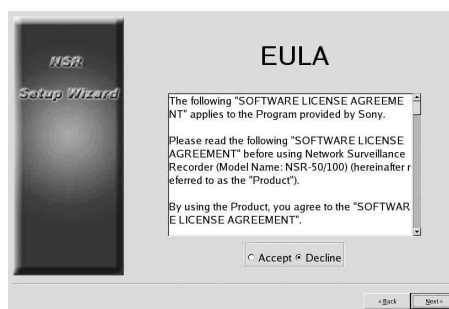 NSR
Setup Wizard
EULA
The following "SOFTWARE LICENSE AGREEME
NT" applies to the Program provided by Sony.
Please read the following "SOFTWARE LICENSE
AGREEMENT" before using Network Surveillance
Recorder (Model Name: NSR-50/100) (hereinafter r
eferred to as the "Product").
By using the Product, you agree to the "SOFTWAR
E LICENSE AGREEMENT".
Accept Decline
< Back Next >